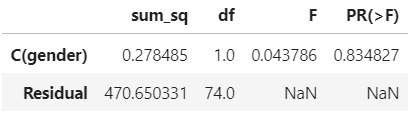 sum_sq df F PR(>F)
C(gender) 0.278485 1.0 0.043786 0.834827
Residual 470.650331 74.0 NaN NaN